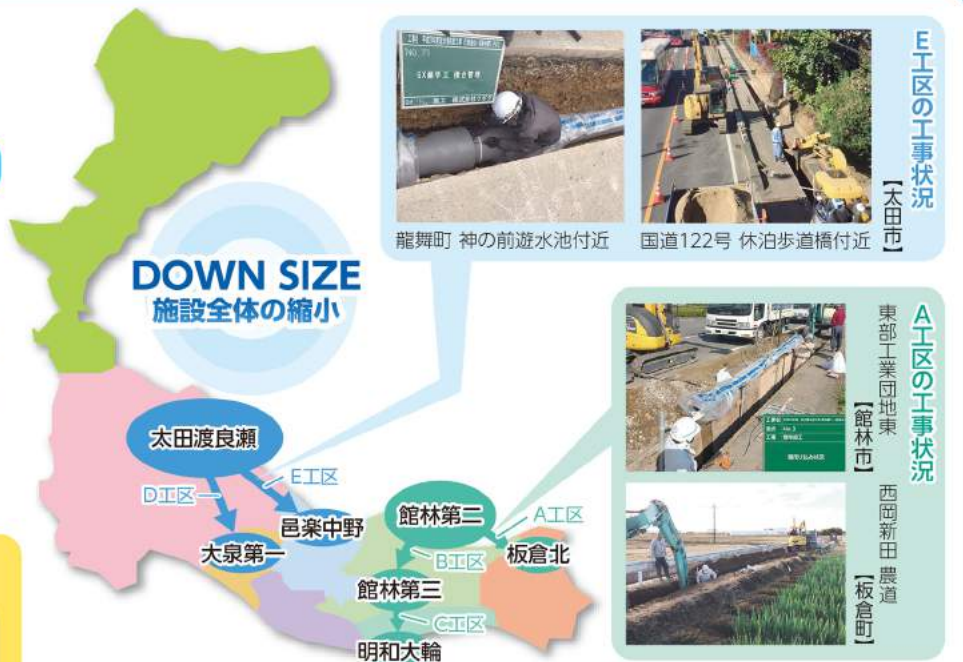 E工区の工事状況
【太田市】
龍舞町 神の前遊水池付近
国道122号 休泊歩道橋付近
DOWN SIZE
施設全体の縮小
A工区の工事状況
東部工業団地東
【館林市】
西岡新田 農道
【板倉町】
太田渡良瀬
D工区
E工区
大泉第一
邑楽中野
館林第二
A工区
板倉北
B工区
館林第三
C工区
明和大輪